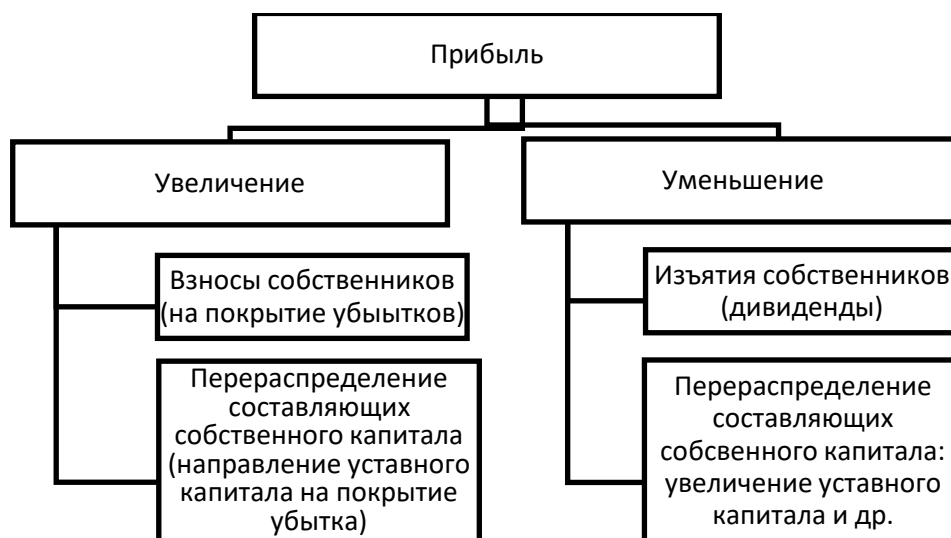 Прибыль
Увеличение
Взносы собственников
(на покрытие убыытков)
Перераспределение
составляющих
собственного капитала
(направление уставного
капитала на покрытие
убытка)
Уменьшение
Изъятия собственников
(дивиденды)
Перераспределение
составляющих
собсвенного капитала:
увеличение уставного
капитала и др.